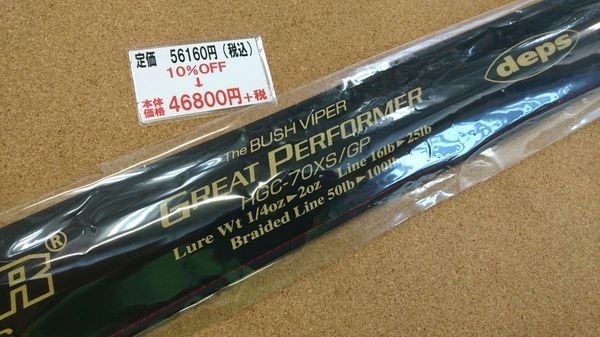 定価 56160円(税込)
10%OFF
↓
本体価格 46800円+税
deps
The BUSH VIPER
GREAT PERFORMER
HGC-70XS/GP
Lure Wt 1/4oz▶2oz Line 16lb▶25lb
Braided Line 50lb▶100lb
R®